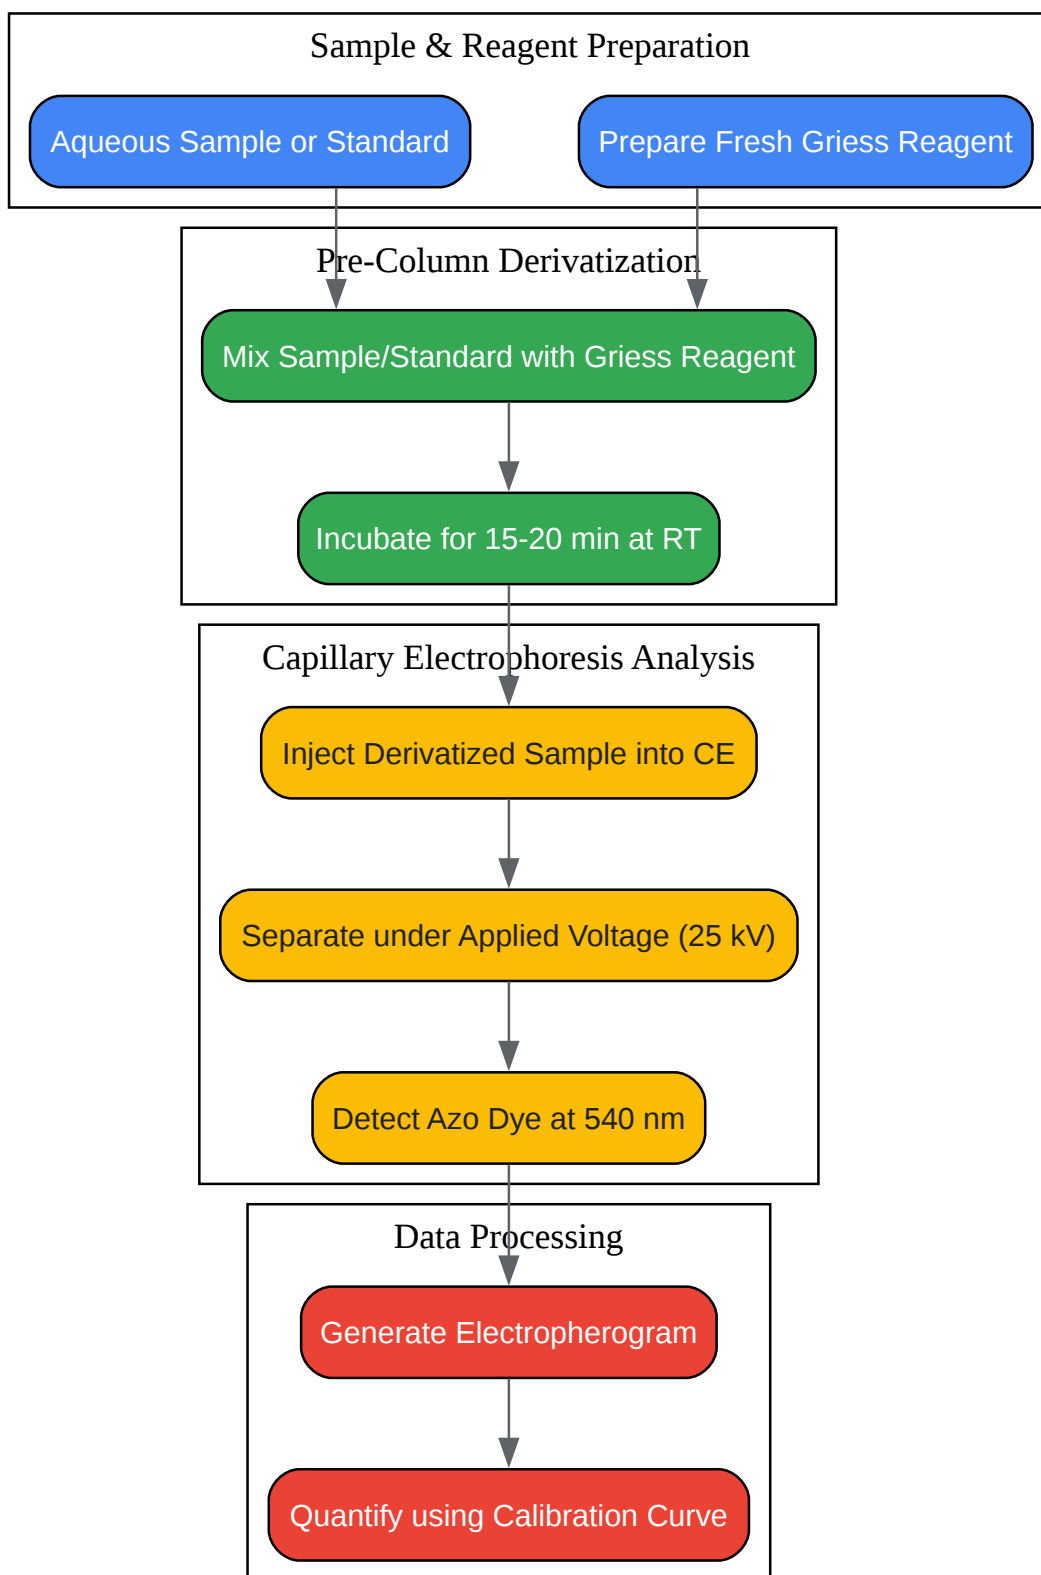 Sample & Reagent Preparation
Aqueous Sample or Standard
Prepare Fresh Griess Reagent
Pre-Column Derivatization
Mix Sample/Standard with Griess Reagent
Incubate for 15-20 min at RT
Capillary Electrophoresis Analysis
Inject Derivatized Sample into CE
Separate under Applied Voltage (25 kV)
Detect Azo Dye at 540 nm
Data Processing
Generate Electropherogram
Quantify using Calibration Curve